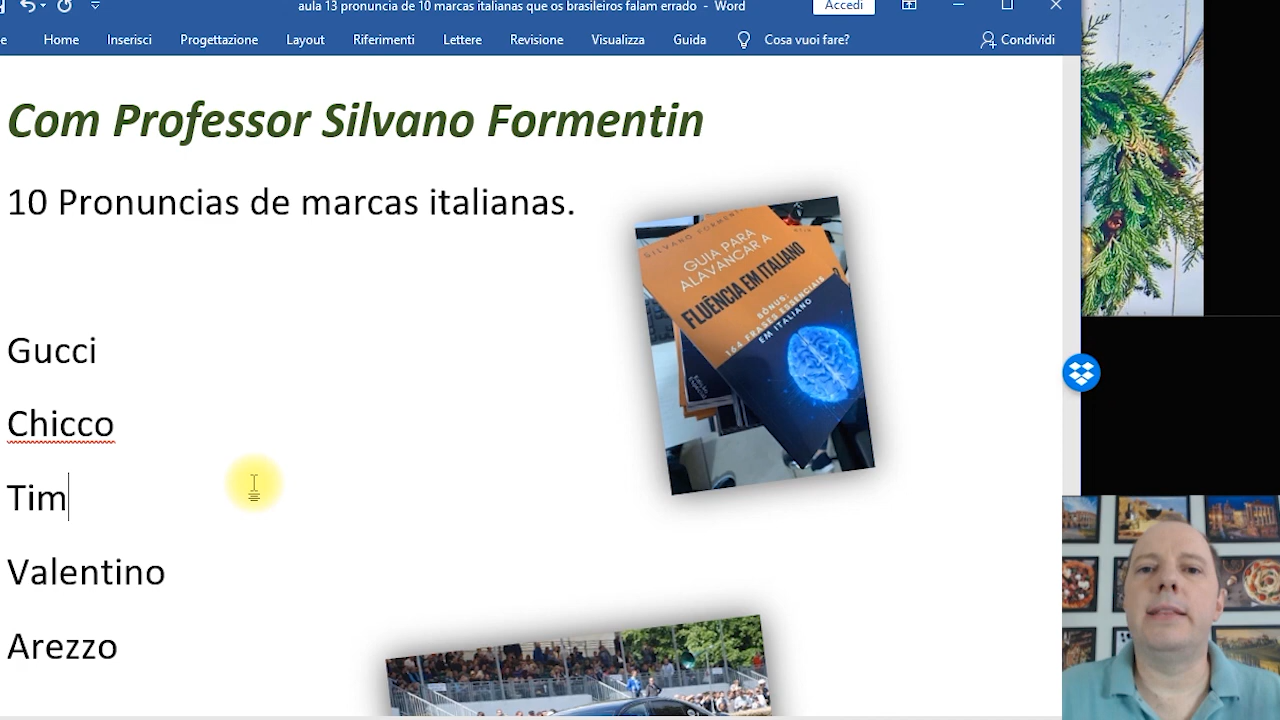 aula 13 pronuncia de 10 marcas italianas que os brasileiros falam errado - Word
Accedi
Home Inserisci Progettazione Layout Riferimenti Lettere Revisione Visualizza Guida Cosa vuoi fare? Condividi
Com Professor Silvano Formentin
10 Pronuncias de marcas italianas.
GUIA PARA
ALAVANCAR A
FLUÊNCIA EM ITALIANO
BÔNUS:
164 FRASES ESSENCIAIS
EM ITALIANO
Gucci
Chicco
Tim
Valentino
Arezzo